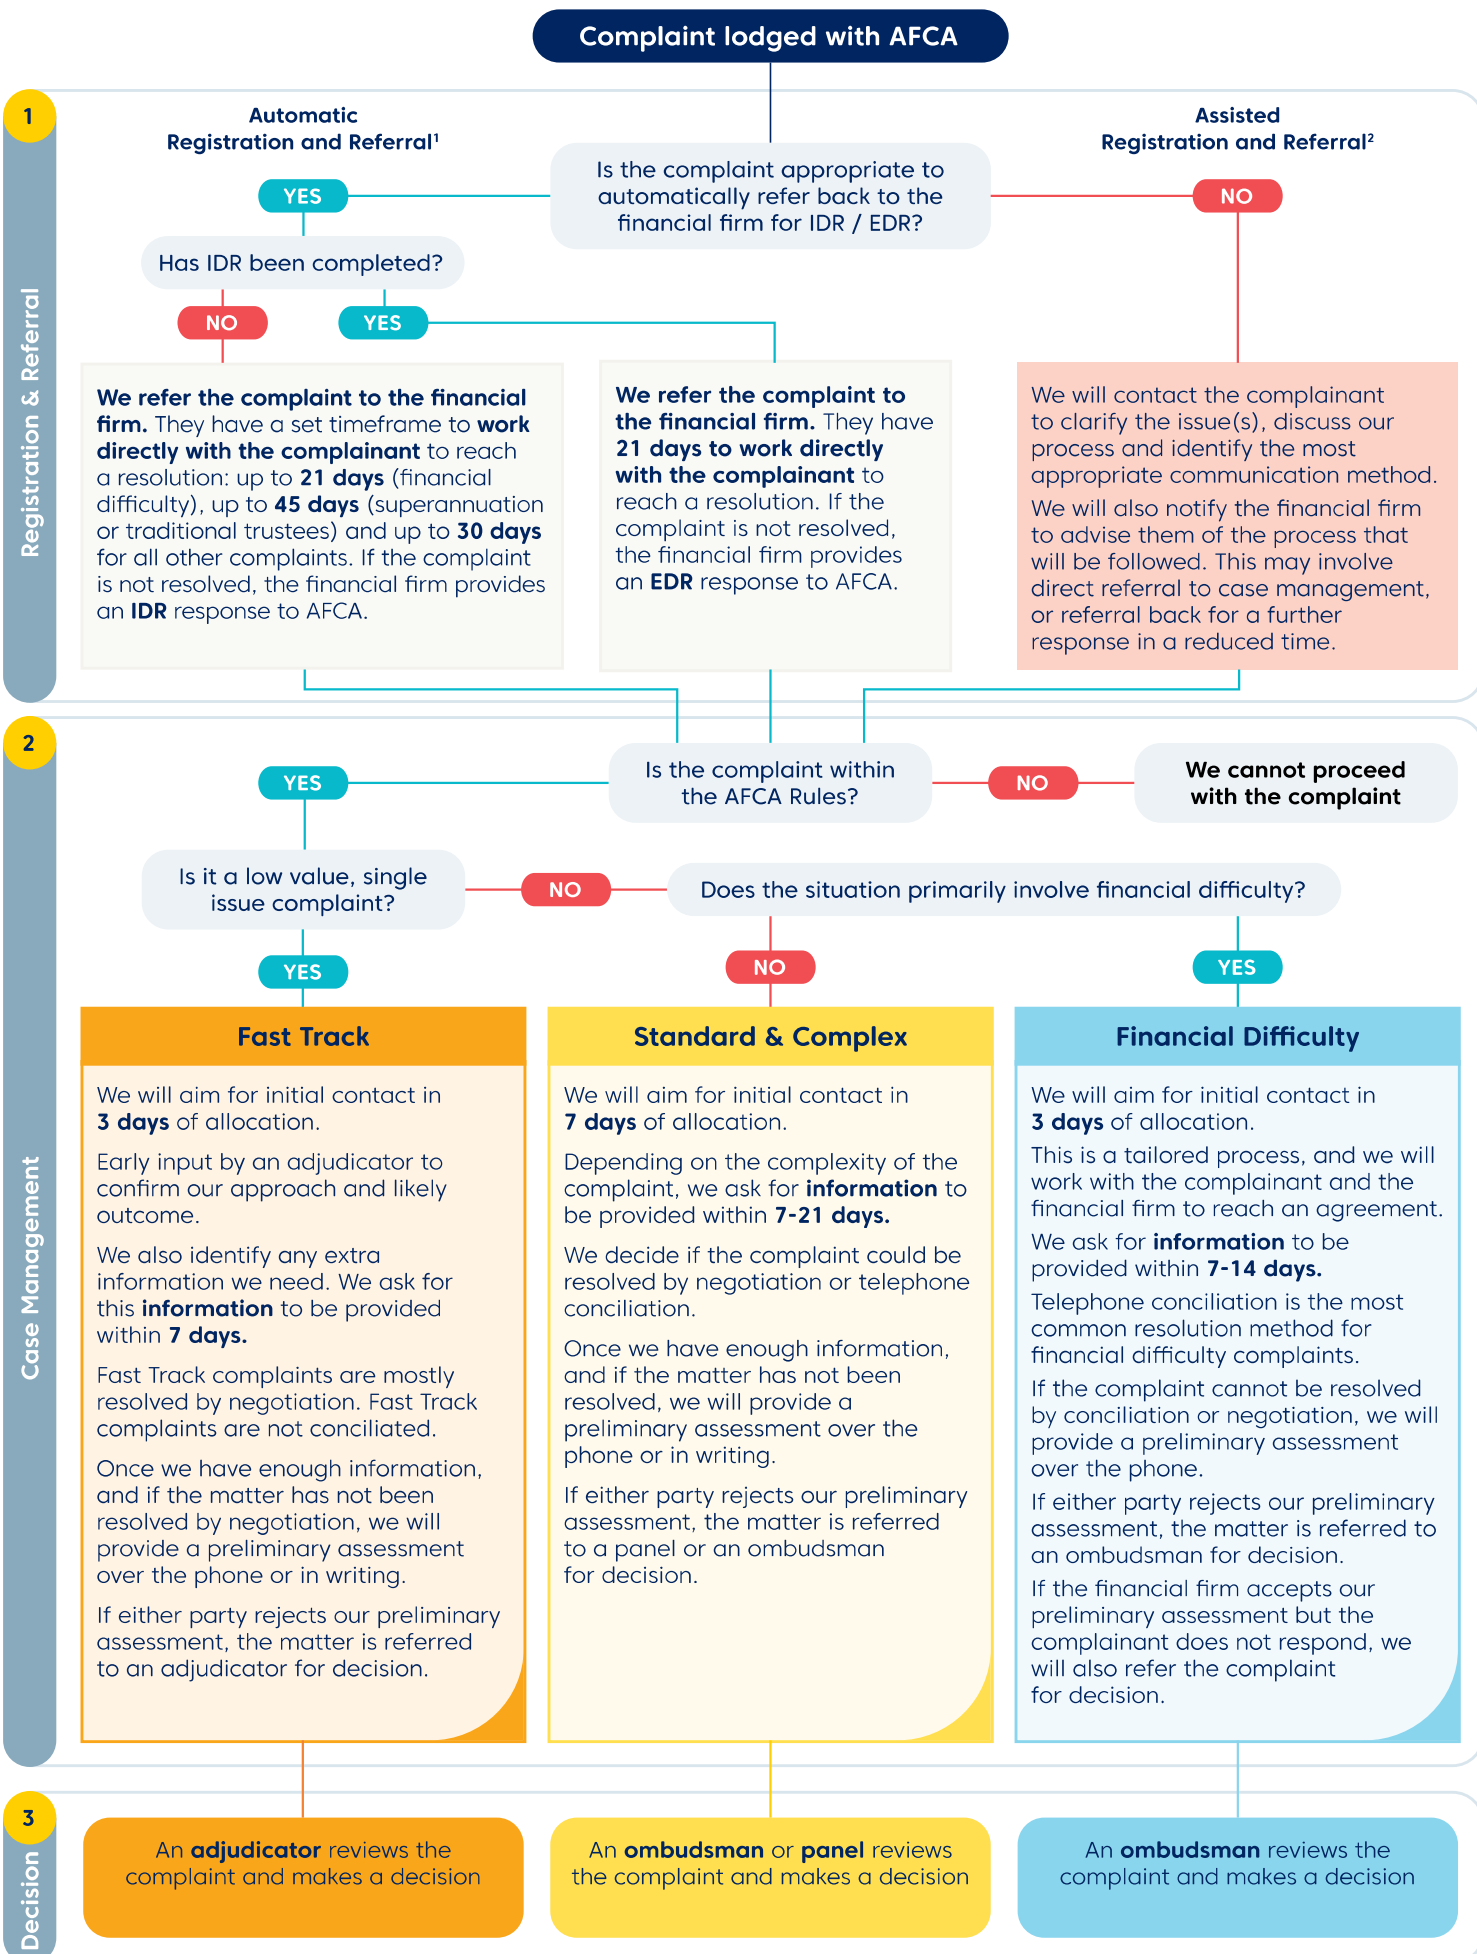 Complaint lodged with AFCA
1
Registration & Referral
Automatic
Registration and Referral¹
Assisted
Registration and Referral²
Is the complaint appropriate to
automatically refer back to the
financial firm for IDR / EDR?
YES
NO
Has IDR been completed?
NO
YES
We refer the complaint to the financial
firm. They have a set timeframe to work
directly with the complainant to reach
a resolution: up to 21 days (financial
difficulty), up to 45 days (superannuation
or traditional trustees) and up to 30 days
for all other complaints. If the complaint
is not resolved, the financial firm provides
an IDR response to AFCA.
We refer the complaint to
the financial firm. They have
21 days to work directly
with the complainant to
reach a resolution. If the
complaint is not resolved,
the financial firm provides
an EDR response to AFCA.
We will contact the complainant
to clarify the issue(s), discuss our
process and identify the most
appropriate communication method.
We will also notify the financial firm
to advise them of the process that
will be followed. This may involve
direct referral to case management,
or referral back for a further
response in a reduced time.
2
Case Management
YES
Is the complaint within
the AFCA Rules?
NO
We cannot proceed
with the complaint
Is it a low value, single
issue complaint?
NO
Does the situation primarily involve financial difficulty?
YES
NO
YES
Fast Track
We will aim for initial contact in
3 days of allocation.
Early input by an adjudicator to
confirm our approach and likely
outcome.
We also identify any extra
information we need. We ask for
this information to be provided
within 7 days.
Fast Track complaints are mostly
resolved by negotiation. Fast Track
complaints are not conciliated.
Once we have enough information,
and if the matter has not been
resolved by negotiation, we will
provide a preliminary assessment
over the phone or in writing.
If either party rejects our preliminary
assessment, the matter is referred
to an adjudicator for decision.
Standard & Complex
We will aim for initial contact in
7 days of allocation.
Depending on the complexity of the
complaint, we ask for information to
be provided within 7-21 days.
We decide if the complaint could be
resolved by negotiation or telephone
conciliation.
Once we have enough information,
and if the matter has not been
resolved, we will provide a
preliminary assessment over the
phone or in writing.
If either party rejects our preliminary
assessment, the matter is referred
to a panel or an ombudsman
for decision.
Financial Difficulty
We will aim for initial contact in
3 days of allocation.
This is a tailored process, and we will
work with the complainant and the
financial firm to reach an agreement.
We ask for information to be
provided within 7-14 days.
Telephone conciliation is the most
common resolution method for
financial difficulty complaints.
If the complaint cannot be resolved
by conciliation or negotiation, we will
provide a preliminary assessment
over the phone.
If either party rejects our preliminary
assessment, the matter is referred to
an ombudsman for decision.
If the financial firm accepts our
preliminary assessment but the
complainant does not respond, we
will also refer the complaint
for decision.
3
Decision
An adjudicator reviews the
complaint and makes a decision
An ombudsman or panel reviews
the complaint and makes a decision
An ombudsman reviews the
complaint and makes a decision